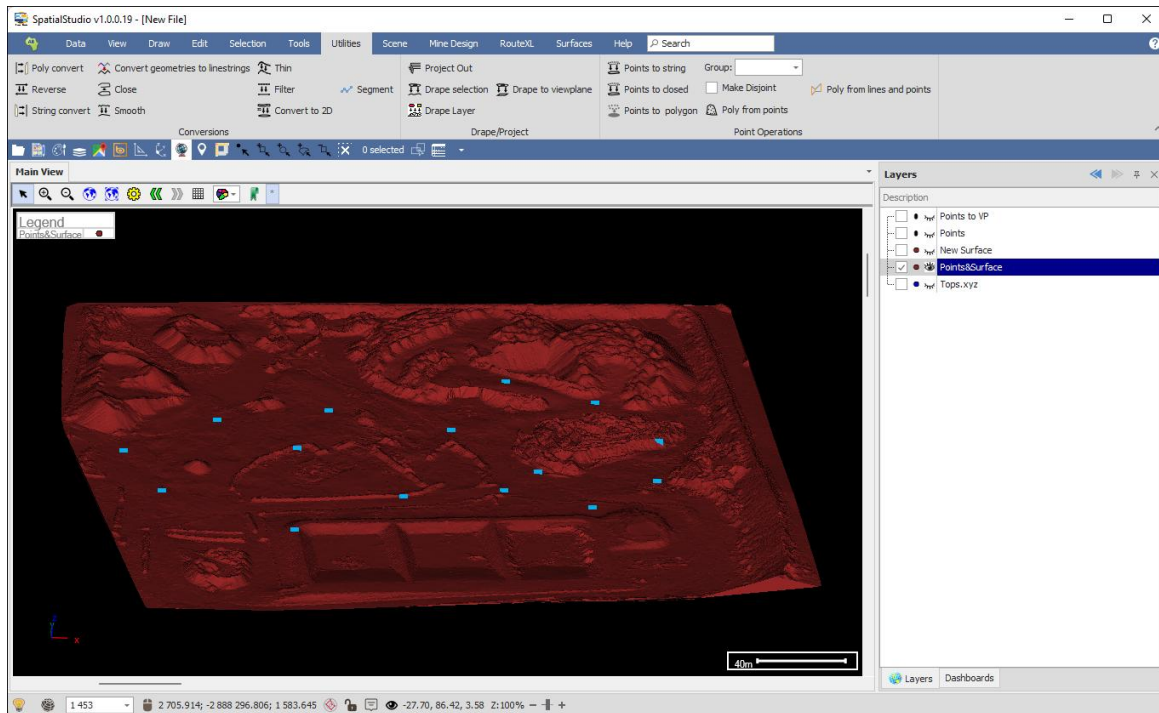 SpatialStudio v1.0.0.19 - [New File]
Data View Draw Edit Selection Tools Utilities Scene Mine Design RouteXL Surfaces Help Search
Poly convert Convert geometries to linestrings Thin Project Out Points to string Group:
Reverse Close Filter Segment Drape selection Drape to viewplane Points to closed Make Disjoint Poly from lines and points
String convert Smooth Convert to 2D Drape Layer Points to polygon Poly from points
Conversions Drape/Project Point Operations
0 selected
Main View
Layers
Description
Legend
Points&Surface
Points to VP
Points
New Surface
Points&Surface
Tops.xyz
X
40m
Layers Dashboards
1 453 2 705.914; -2 888 296.806; 1 583.645 -27.70, 86.42, 3.58 Z:100%